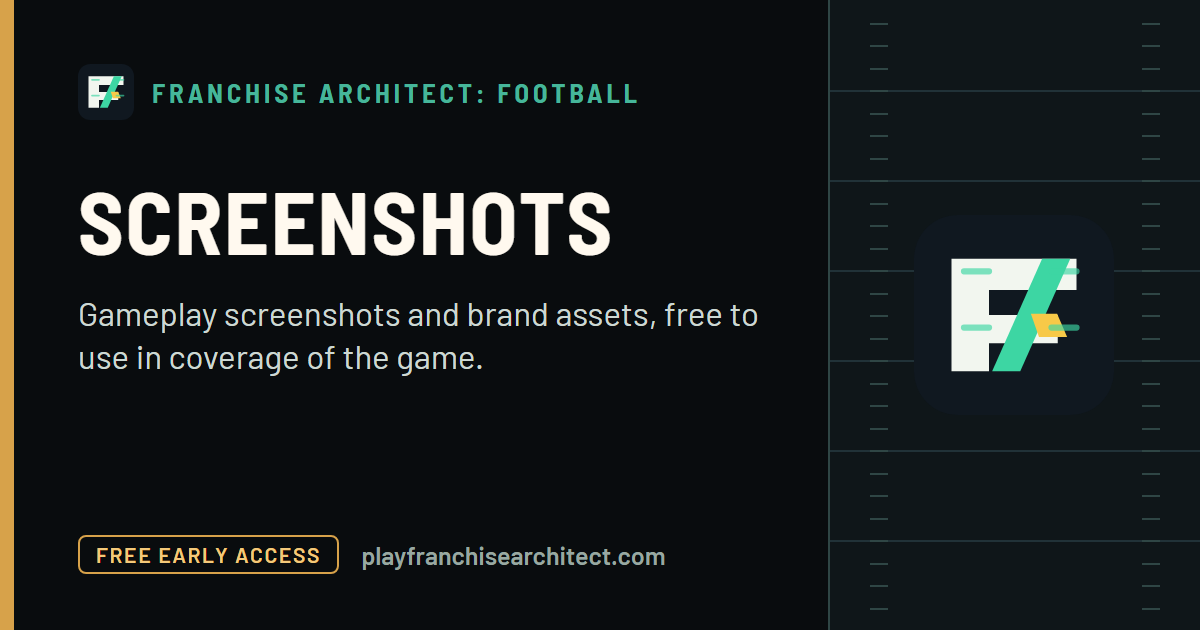 FRANCHISE ARCHITECT: FOOTBALL
SCREENSHOTS
Gameplay screenshots and brand assets, free to
use in coverage of the game.
FREE EARLY ACCESS
playfranchisearchitect.com